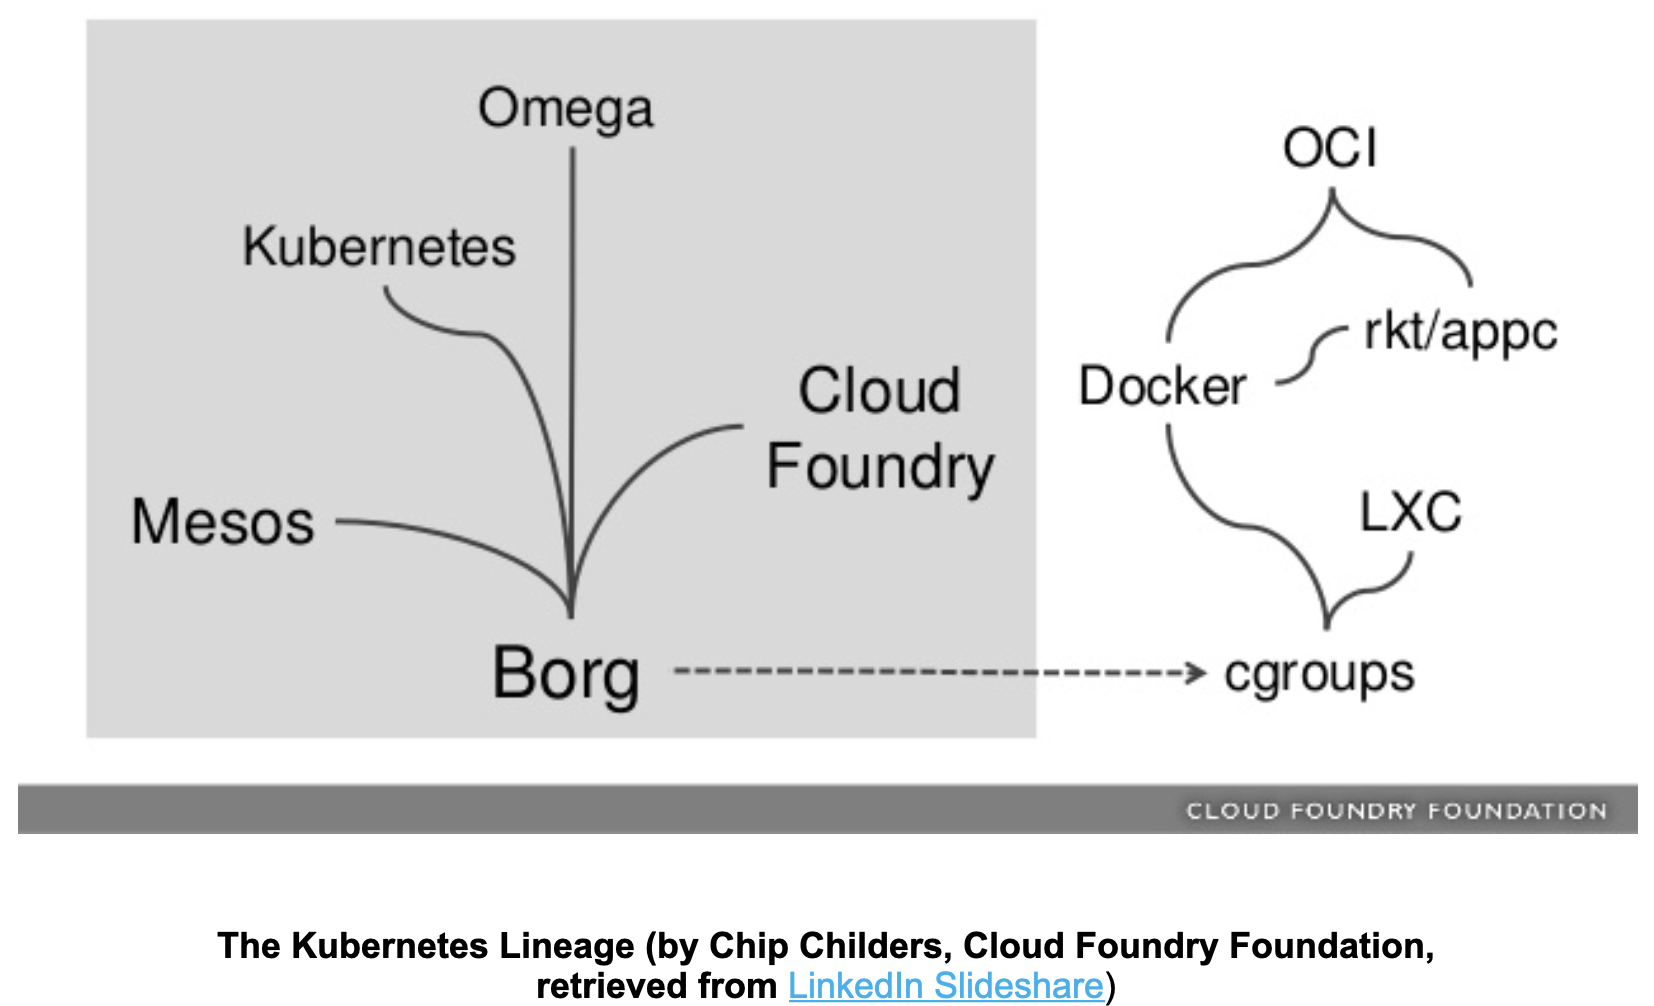 Omega
Kubernetes
Cloud
Foundry
Mesos
Borg
OCI
rkt/appc
Docker
LXC
cgroups
CLOUD FOUNDRY FOUNDATION
The Kubernetes Lineage (by Chip Childers, Cloud Foundry Foundation,
retrieved from LinkedIn Slideshare)